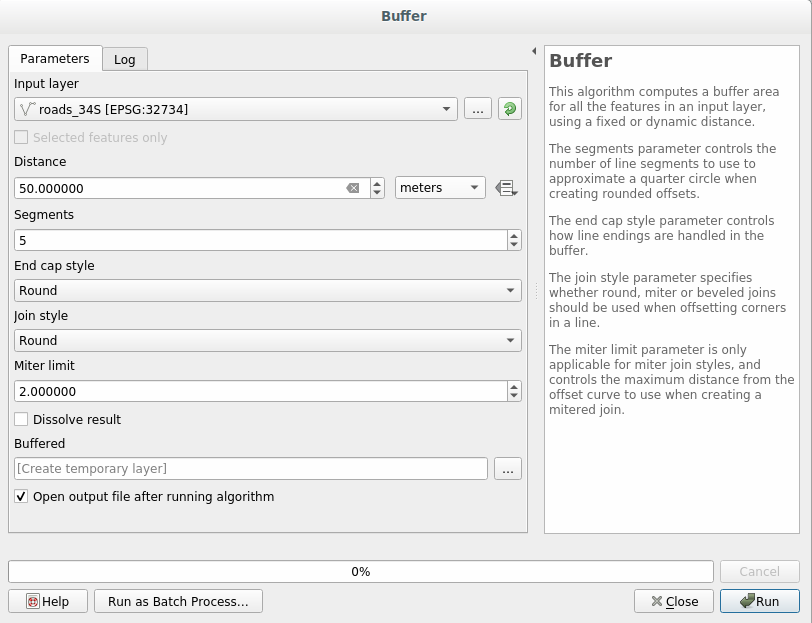 Buffer
Parameters
Log
Input layer
roads_34S [EPSG:32734]
...
Selected features only
Distance
50.000000
meters
Segments
5
End cap style
Round
Join style
Round
Miter limit
2.000000
Dissolve result
Buffered
[Create temporary layer]
...
Open output file after running algorithm
Buffer
This algorithm computes a buffer area
for all the features in an input layer,
using a fixed or dynamic distance.
The segments parameter controls the
number of line segments to use to
approximate a quarter circle when
creating rounded offsets.
The end cap style parameter controls
how line endings are handled in the
buffer.
The join style parameter specifies
whether round, miter or beveled joins
should be used when offsetting corners
in a line.
The miter limit parameter is only
applicable for miter join styles, and
controls the maximum distance from the
offset curve to use when creating a
mitered join.
0%
Cancel
Help
Run as Batch Process...
Close
Run